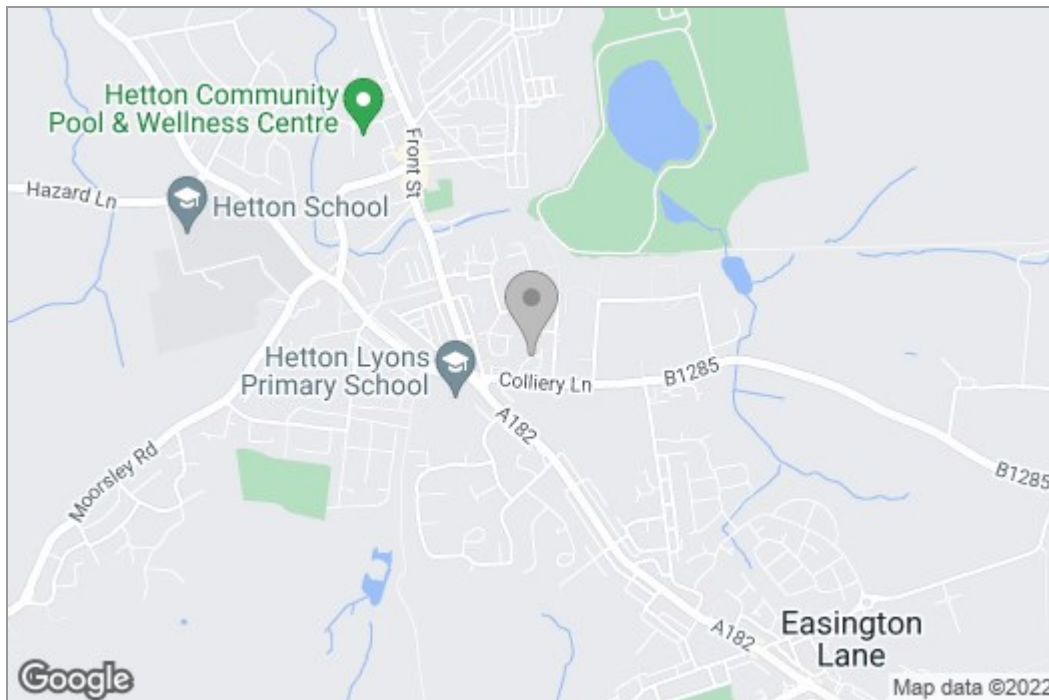 Hetton Community
Pool & Wellness Centre
Front St
Hazard Ln
Hetton School
Hetton Lyons
Primary School
Colliery Ln
B1285
A182
Moorsley Rd
B1285
Easington
Lane
A182
Google
Map data ©2022